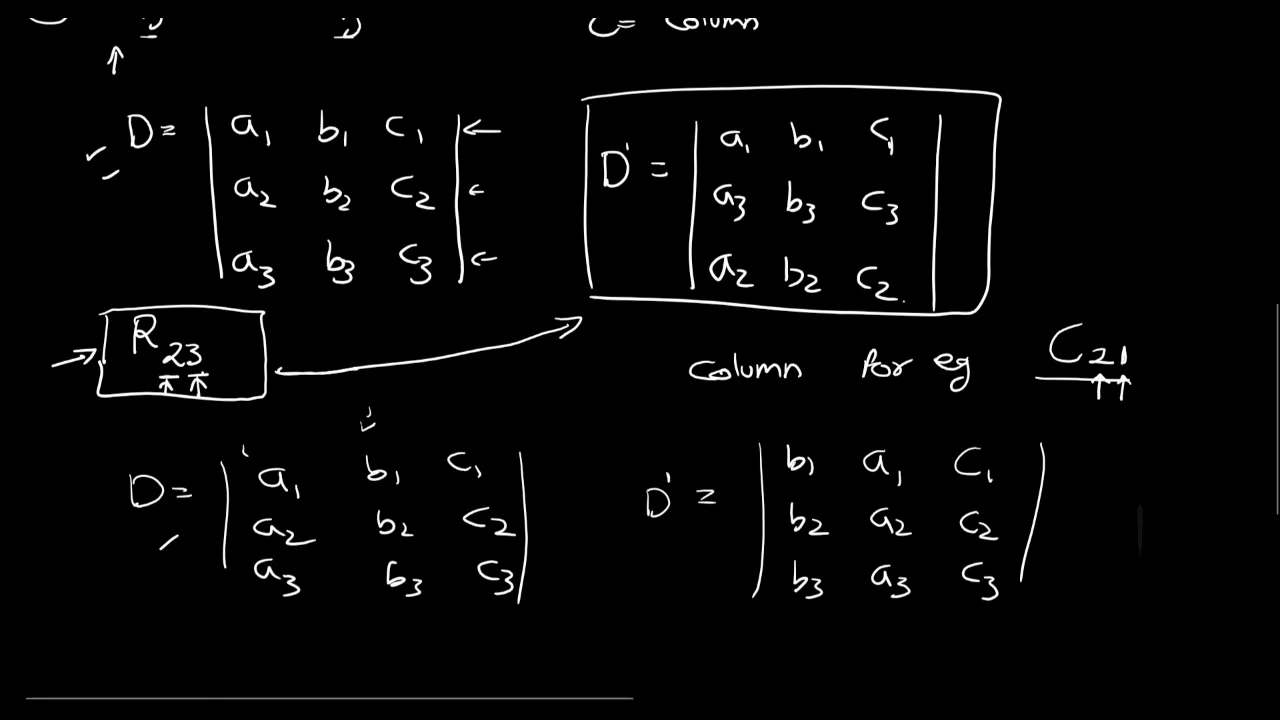 C = column
D = | a₁ b₁ c₁ | ←
| a₂ b₂ c₂ | ←
| a₃ b₃ c₃ | ←
D' = | a₁ b₁ c₁ |
| a₃ b₃ c₃ |
| a₂ b₂ c₂ |
R₂₃
column for eg C₂₁
D = | a₁ b₁ c₁ |
| a₂ b₂ c₂ |
| a₃ b₃ c₃ |
D' = | b₁ a₁ c₁ |
| b₂ a₂ c₂ |
| b₃ a₃ c₃ |